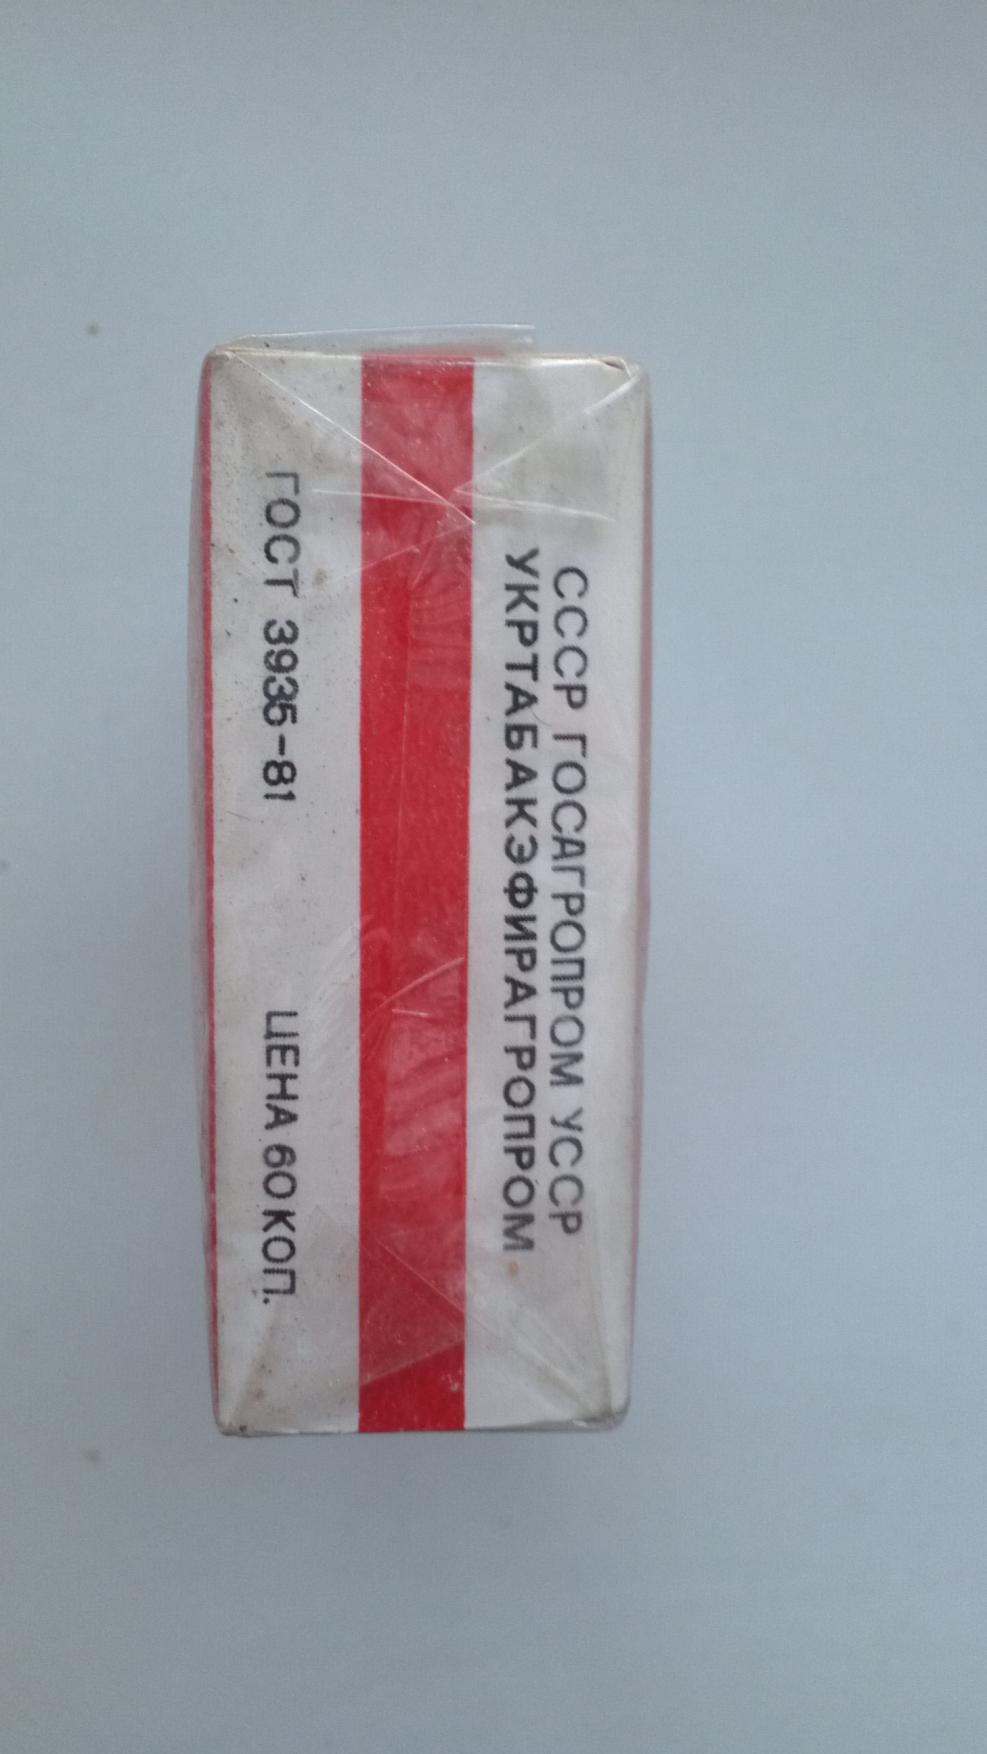 СССР ГОСАГРОПРОМ УССР
УКРТАБАКЭФИРАГРОПРОМ
ГОСТ 3935-81 ЦЕНА 60 КОП.